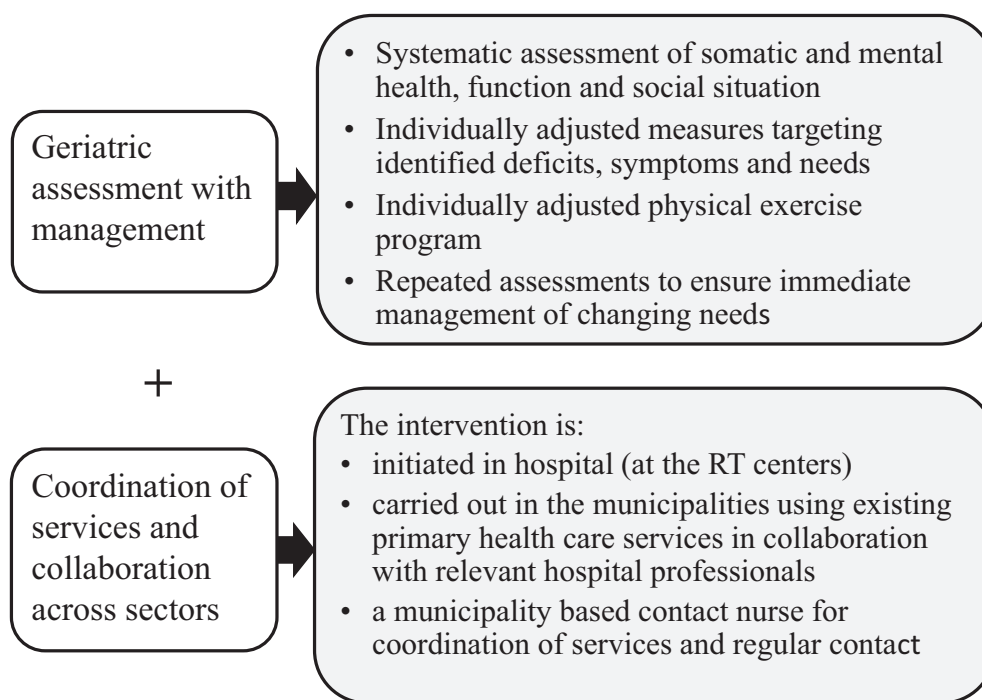 Geriatric
assessment with
management
• Systematic assessment of somatic and mental
health, function and social situation
• Individually adjusted measures targeting
identified deficits, symptoms and needs
• Individually adjusted physical exercise
program
• Repeated assessments to ensure immediate
management of changing needs
+
Coordination of
services and
collaboration
across sectors
The intervention is:
• initiated in hospital (at the RT centers)
• carried out in the municipalities using existing
primary health care services in collaboration
with relevant hospital professionals
• a municipality based contact nurse for
coordination of services and regular contact